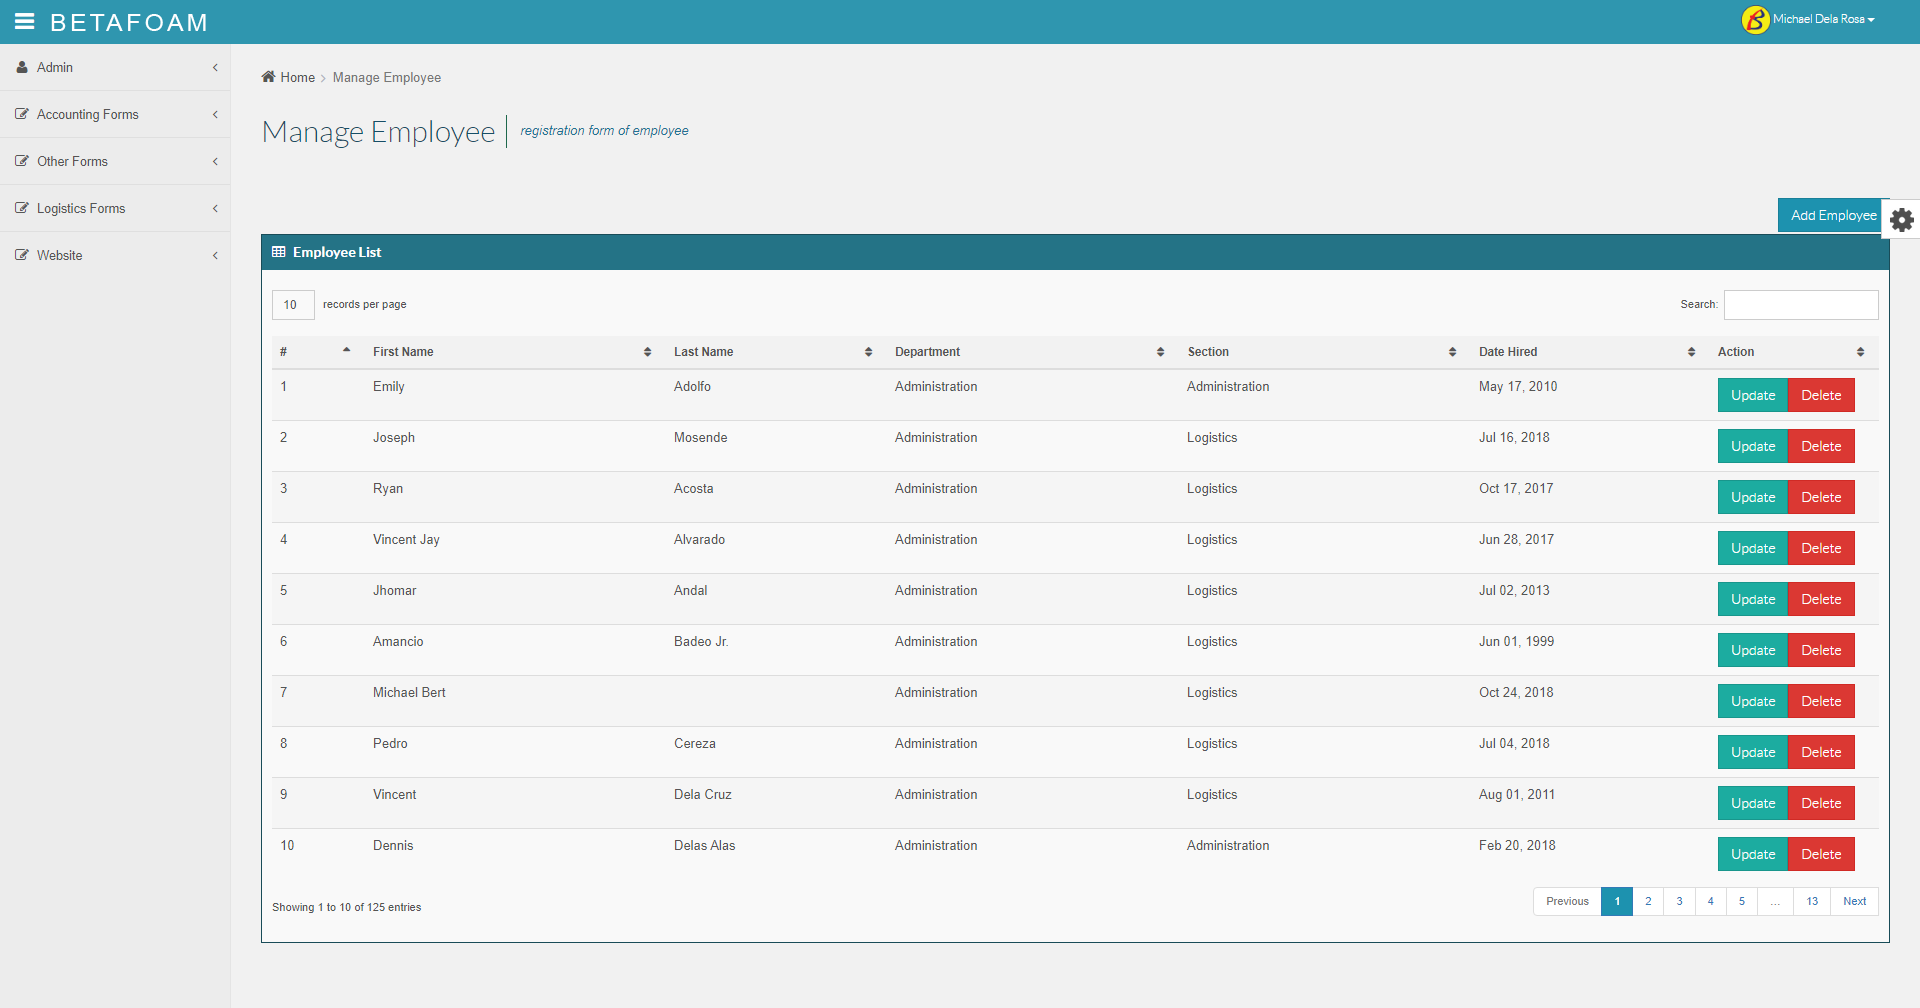 BETAFOAM
Michael Dela Rosa
Admin
Accounting Forms
Other Forms
Logistics Forms
Website
Home > Manage Employee
Manage Employee
registration form of employee
Add Employee
Employee List
10 records per page
Search:
# First Name Last Name Department Section Date Hired Action
1 Emily Adolfo Administration Administration May 17, 2010 Update Delete
2 Joseph Mosende Administration Logistics Jul 16, 2018 Update Delete
3 Ryan Acosta Administration Logistics Oct 17, 2017 Update Delete
4 Vincent Jay Alvarado Administration Logistics Jun 28, 2017 Update Delete
5 Jhomar Andal Administration Logistics Jul 02, 2013 Update Delete
6 Amancio Badeo Jr. Administration Logistics Jun 01, 1999 Update Delete
7 Michael Bert Administration Logistics Oct 24, 2018 Update Delete
8 Pedro Cereza Administration Logistics Jul 04, 2018 Update Delete
9 Vincent Dela Cruz Administration Logistics Aug 01, 2011 Update Delete
10 Dennis Delas Alas Administration Administration Feb 20, 2018 Update Delete
Showing 1 to 10 of 125 entries
Previous 1 2 3 4 5 ... 13 Next